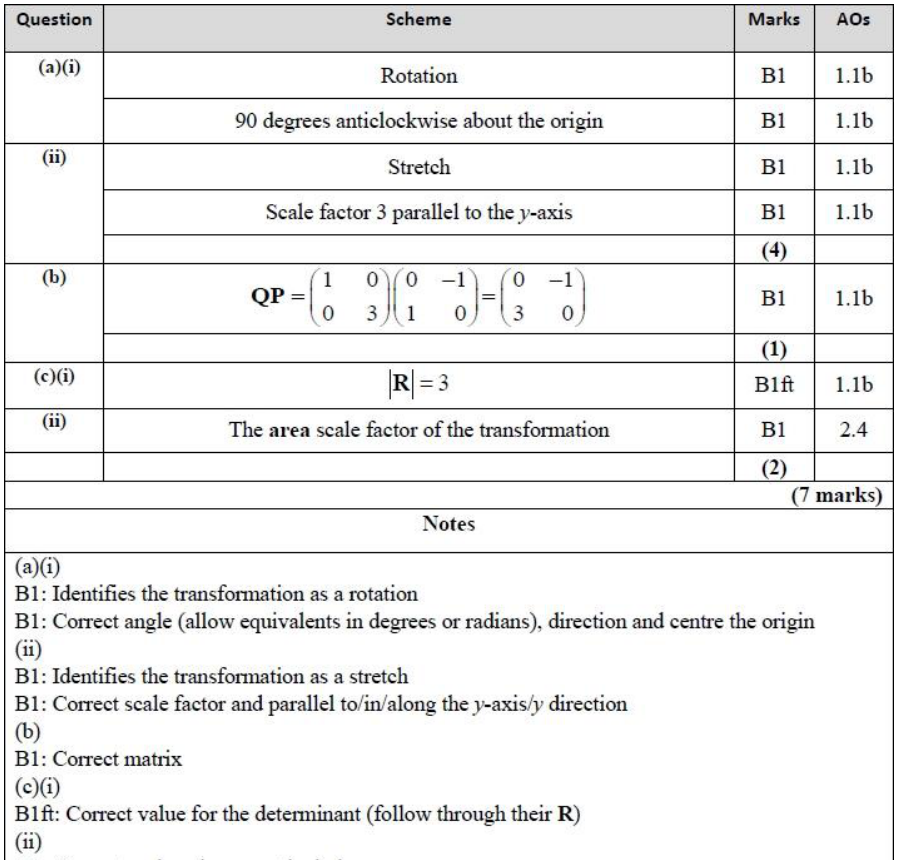 Question Scheme Marks AOs
(a)(i) Rotation B1 1.1b
90 degrees anticlockwise about the origin B1 1.1b
(ii) Stretch B1 1.1b
Scale factor 3 parallel to the y-axis B1 1.1b
(4)
(b) QP = (1 0; 0 3)(0 −1; 1 0) = (0 −1; 3 0) B1 1.1b
(1)
(c)(i) |R| = 3 B1ft 1.1b
(ii) The area scale factor of the transformation B1 2.4
(2)
(7 marks)
Notes
(a)(i)
B1: Identifies the transformation as a rotation
B1: Correct angle (allow equivalents in degrees or radians), direction and centre the origin
(ii)
B1: Identifies the transformation as a stretch
B1: Correct scale factor and parallel to/in/along the y-axis/y direction
(b)
B1: Correct matrix
(c)(i)
B1ft: Correct value for the determinant (follow through their R)
(ii)